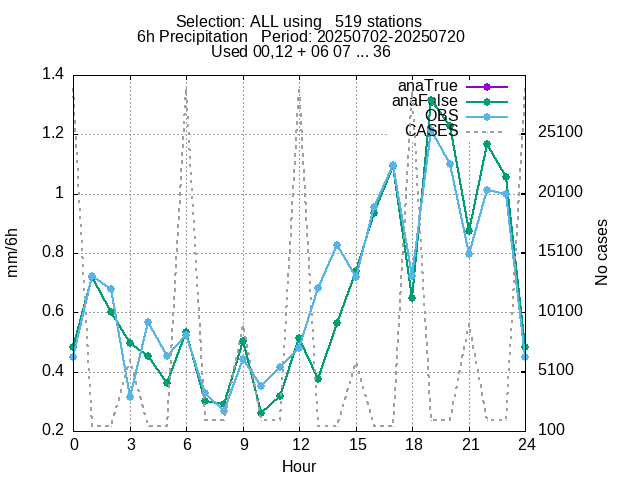 Selection: ALL using   519 stations
6h Precipitation   Period: 20250702-20250720
Used 00,12 + 06 07 ... 36
1.4
anaTrue
anaFalse
OBS
CASES
1.2
25100
1
20100
0.8
15100
0.6
10100
0.4
5100
0.2
100
mm/6h
No cases
0 3 6 9 12 15 18 21 24
Hour